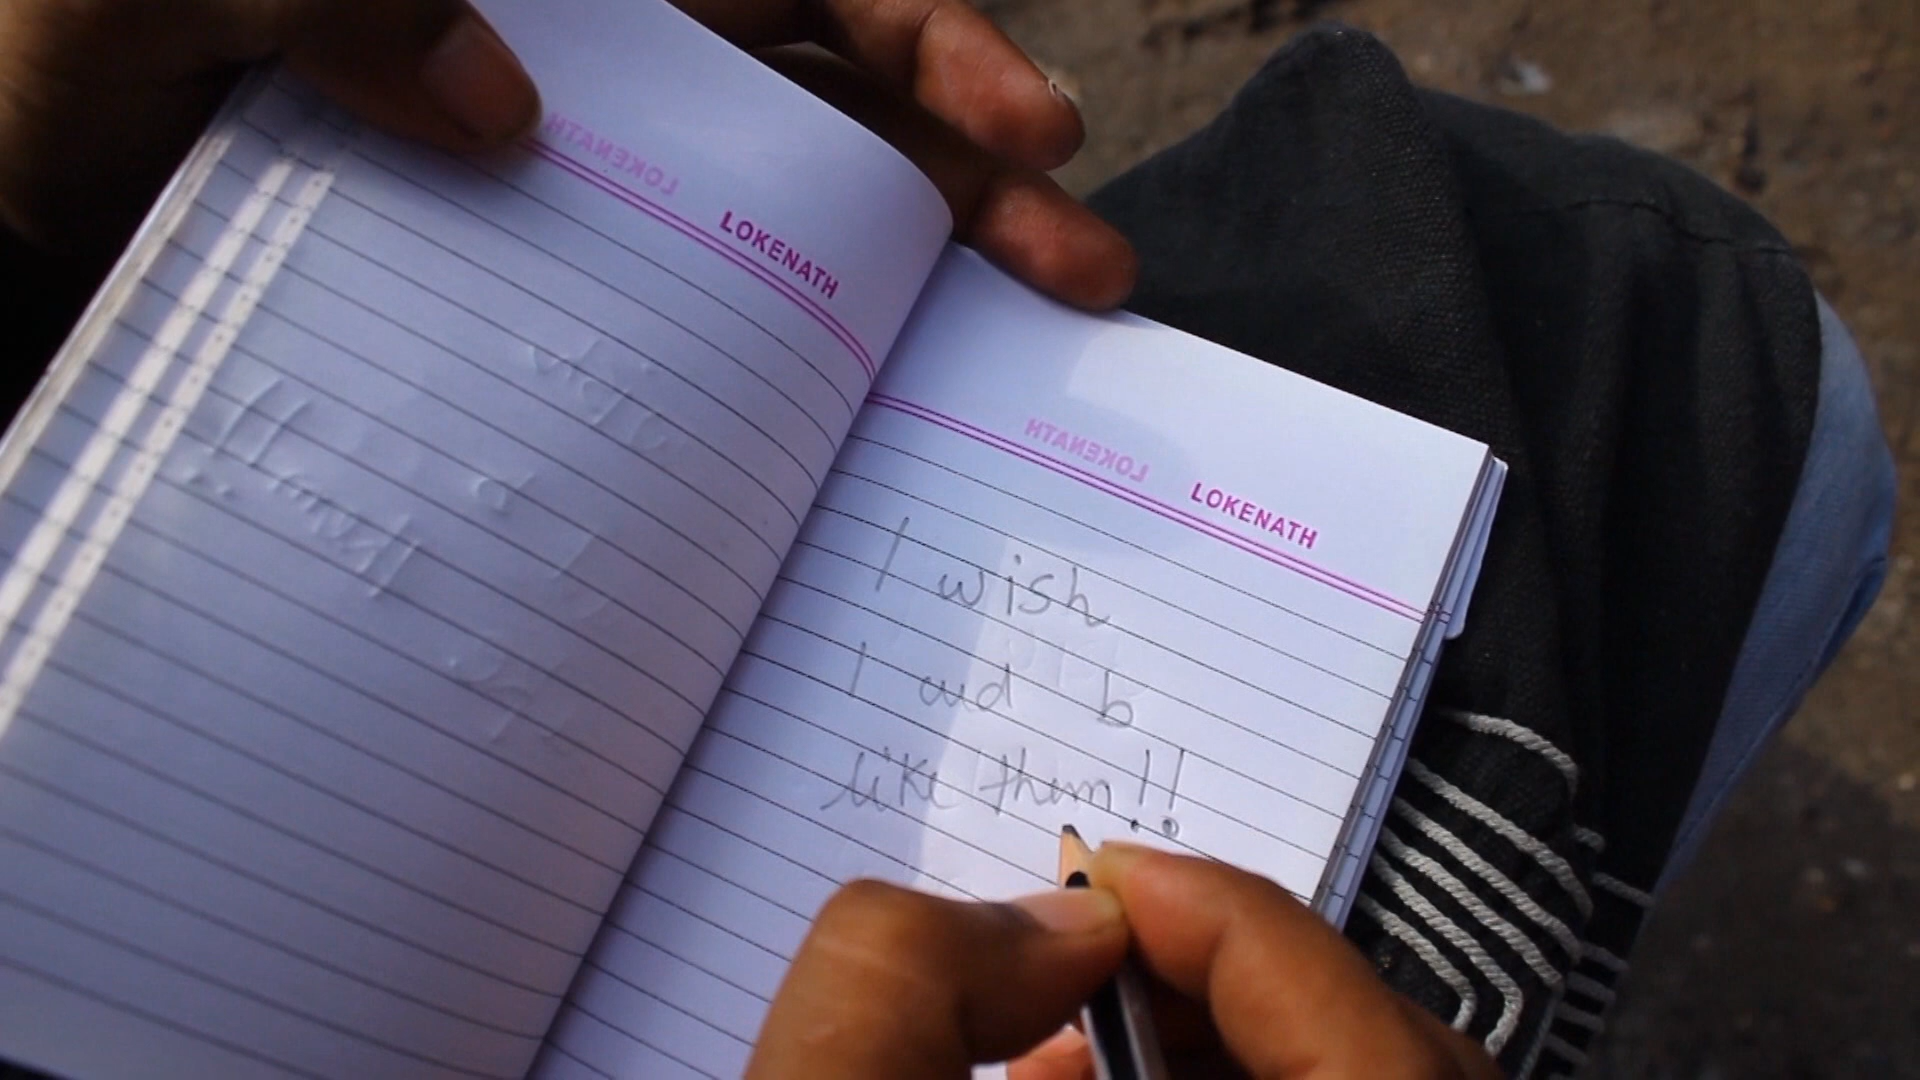 LOKENATH
LOKENATH
I wish
I cud b
like them!!